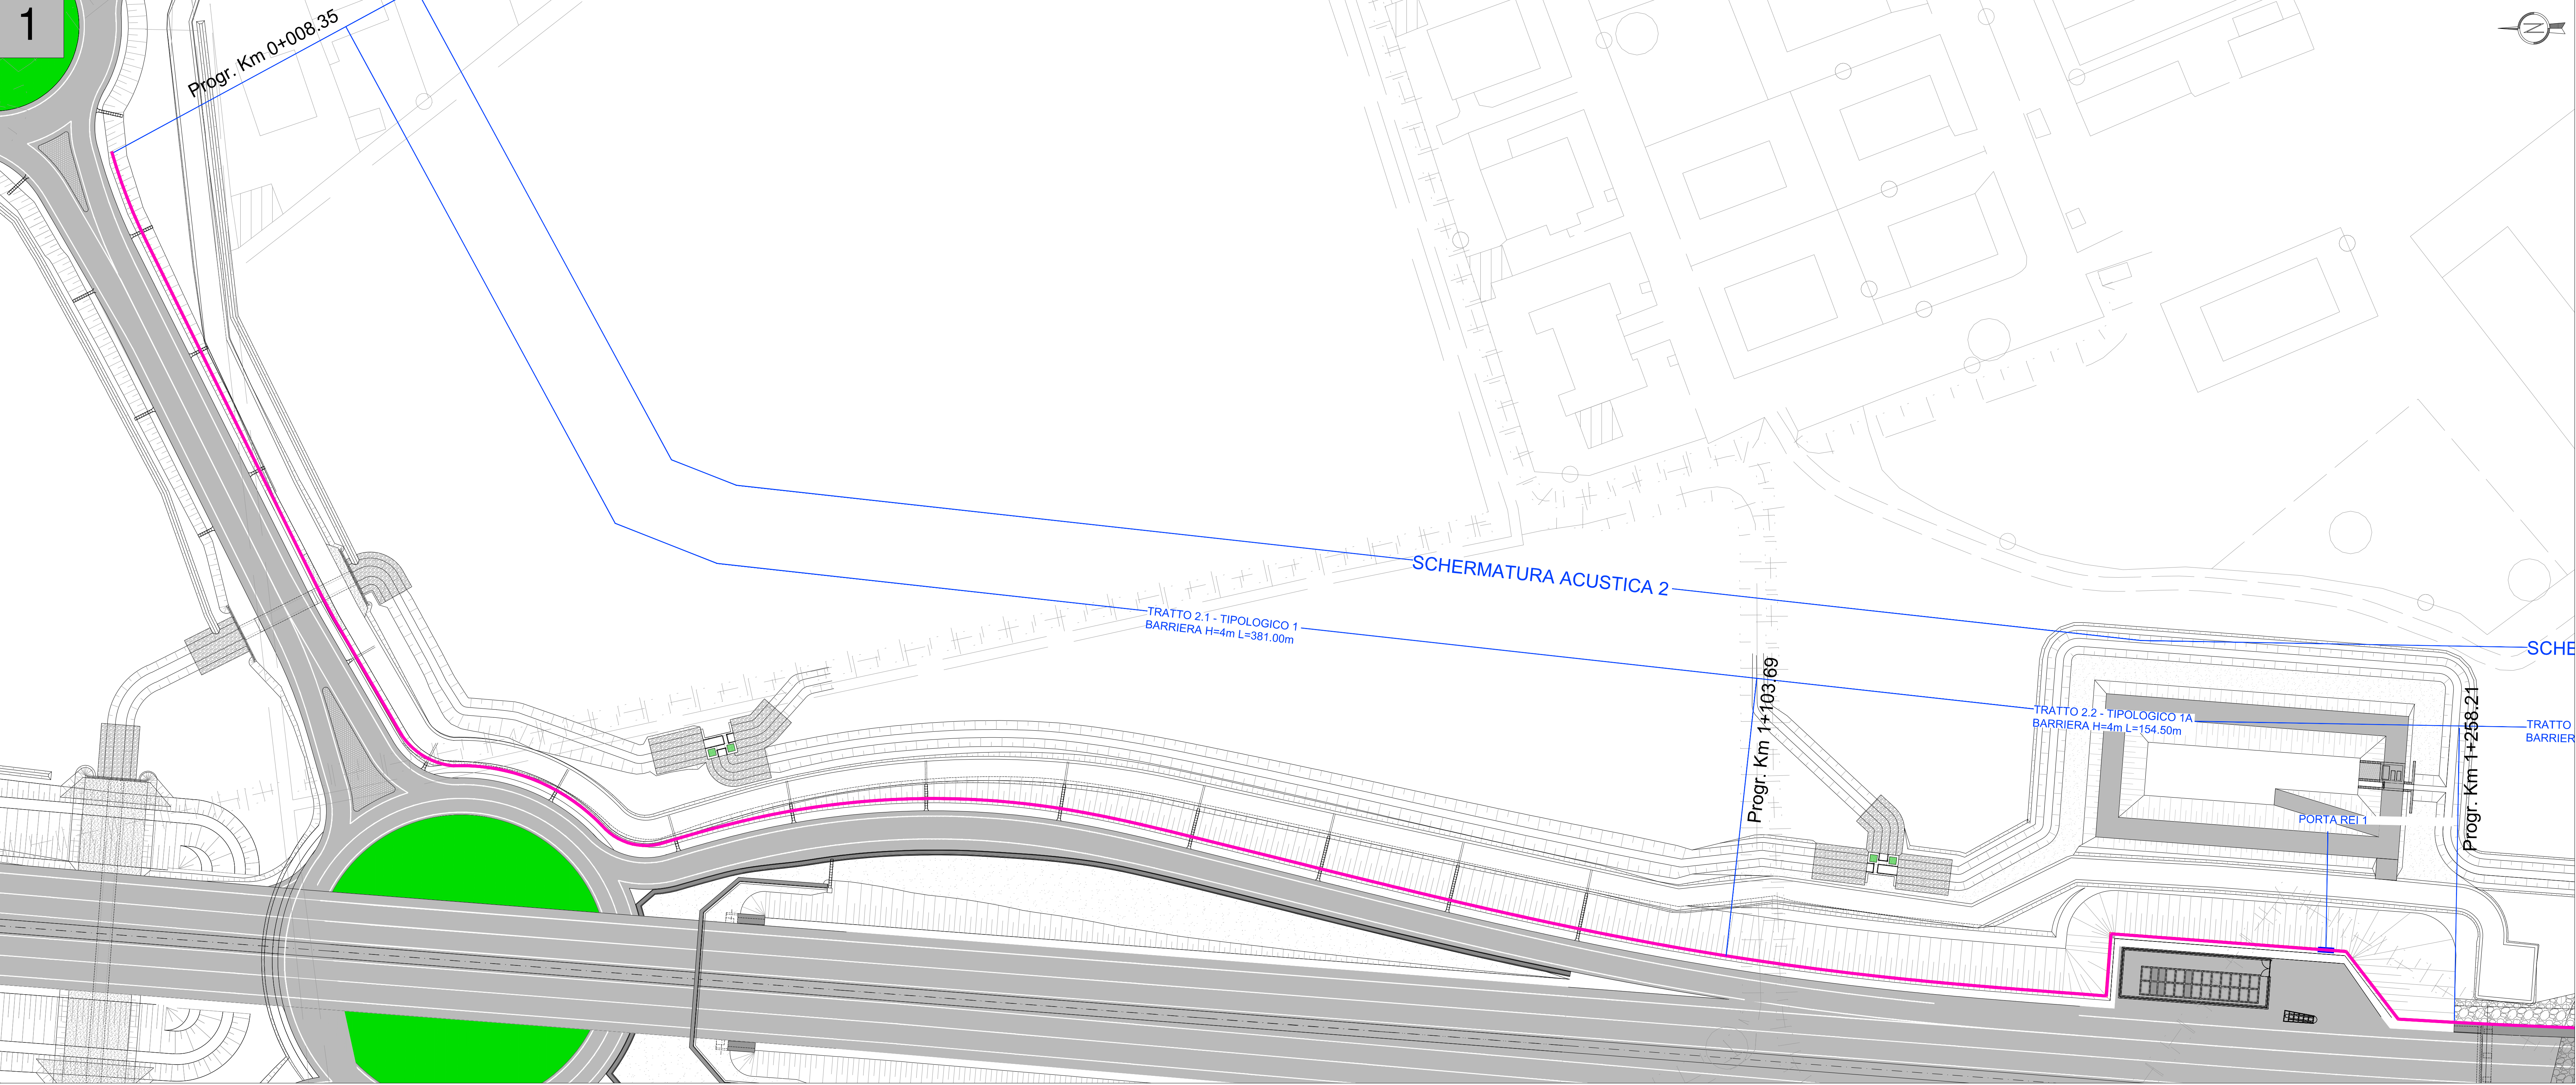 1
Progr. Km 0+008.35
N
SCHERMATURA ACUSTICA 2
TRATTO 2.1 - TIPOLOGICO 1
BARRIERA H=4m L=381.00m
Progr. Km 1+103.69
SCHE
TRATTO 2.2 - TIPOLOGICO 1A
BARRIERA H=4m L=154.50m
TRATTO
BARRIER
Progr. Km 1+258.21
PORTA REI 1